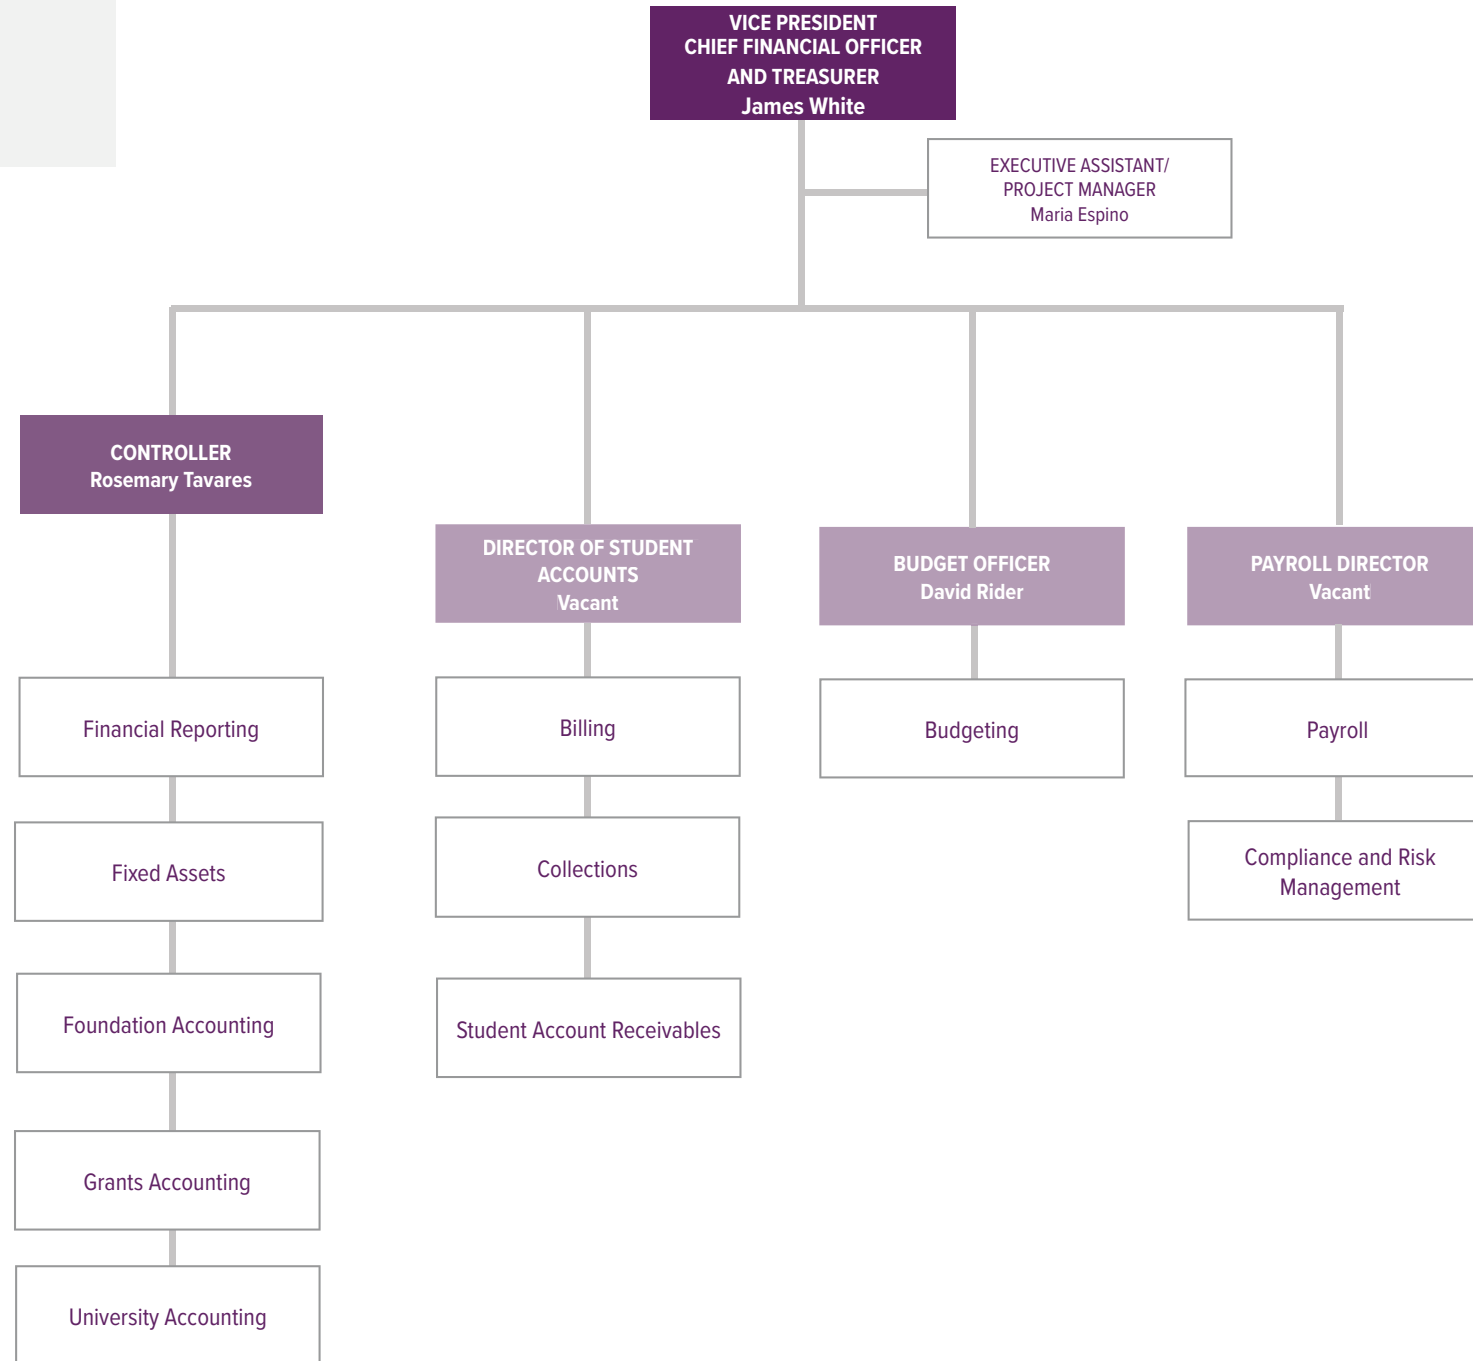 VICE PRESIDENT
CHIEF FINANCIAL OFFICER
AND TREASURER
James White
EXECUTIVE ASSISTANT/
PROJECT MANAGER
Maria Espino
CONTROLLER
Rosemary Tavares
DIRECTOR OF STUDENT
ACCOUNTS
Vacant
BUDGET OFFICER
David Rider
PAYROLL DIRECTOR
Vacant
Financial Reporting
Billing
Budgeting
Payroll
Fixed Assets
Collections
Compliance and Risk
Management
Foundation Accounting
Student Account Receivables
Grants Accounting
University Accounting